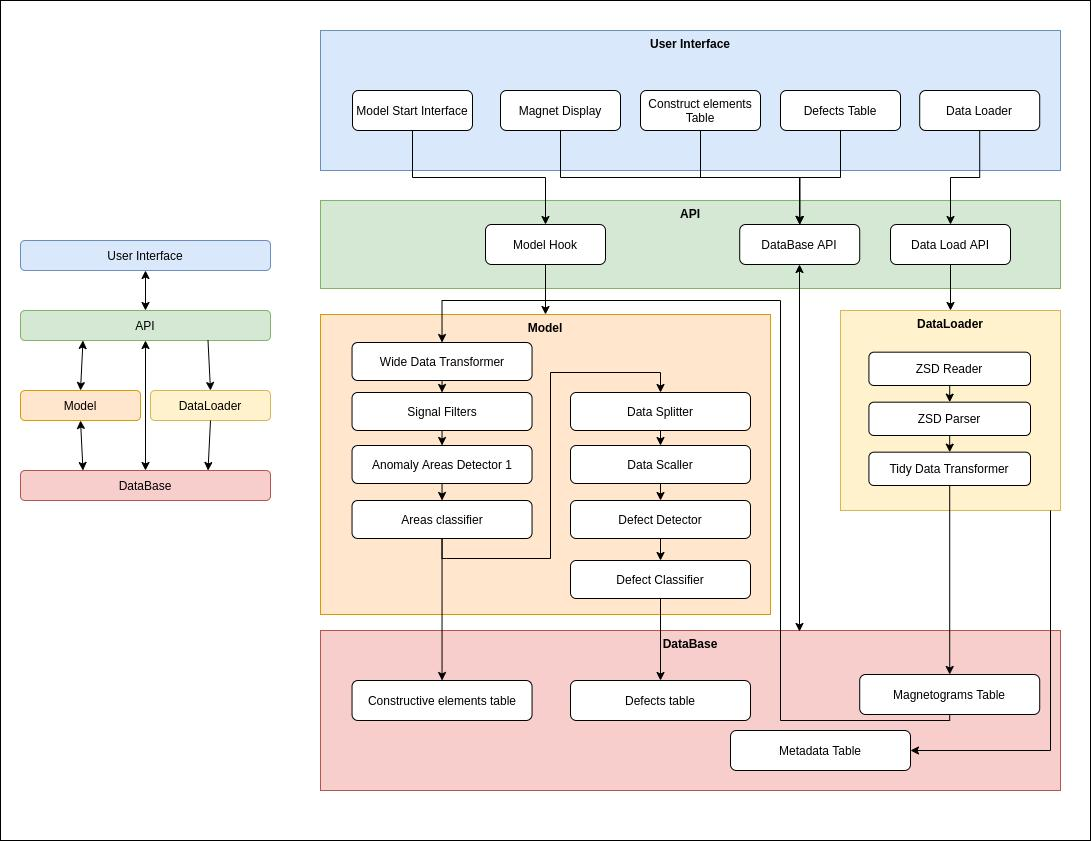 User Interface
API
Model
DataLoader
DataBase
User Interface
Model Start Interface
Magnet Display
Construct elements
Table
Defects Table
Data Loader
API
Model Hook
DataBase API
Data Load API
Model
Wide Data Transformer
Signal Filters
Anomaly Areas Detector 1
Areas classifier
Data Splitter
Data Scaller
Defect Detector
Defect Classifier
DataLoader
ZSD Reader
ZSD Parser
Tidy Data Transformer
DataBase
Constructive elements table
Defects table
Magnetograms Table
Metadata Table